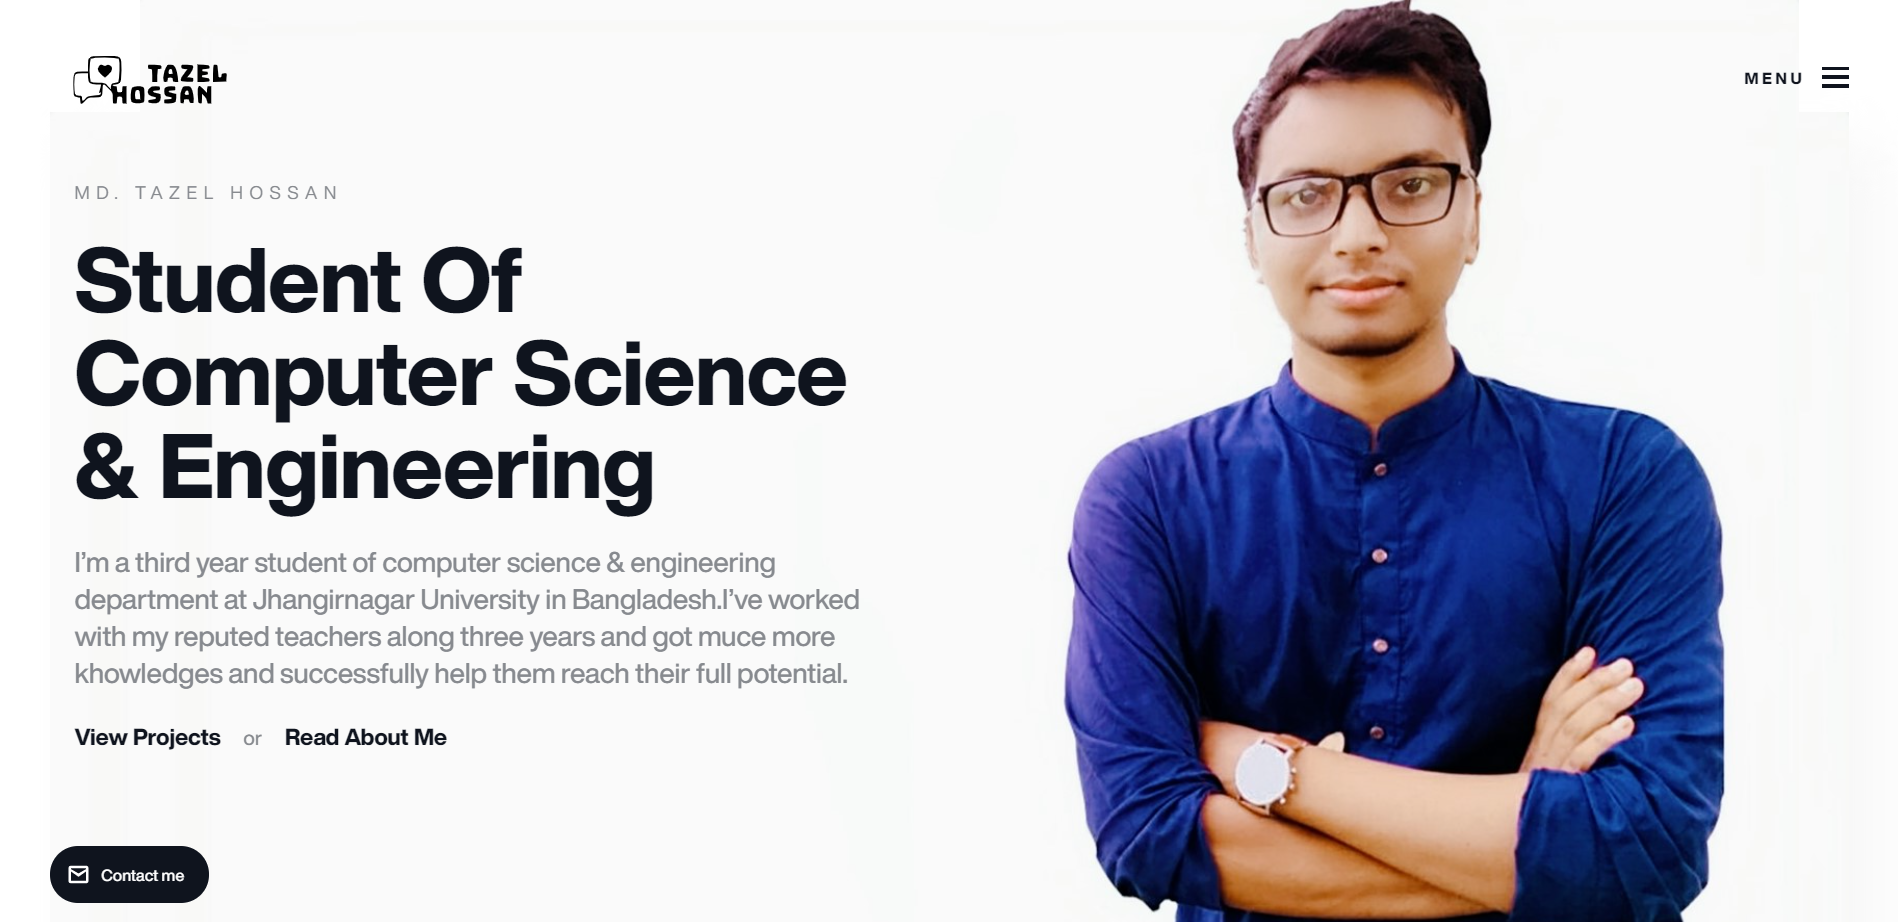 TAZEL
HOSSAN
MENU
MD. TAZEL HOSSAN
Student Of
Computer Science
& Engineering
I’m a third year student of computer science & engineering
department at Jhangirnagar University in Bangladesh.I’ve worked
with my reputed teachers along three years and got muce more
khowledges and successfully help them reach their full potential.
View Projects or Read About Me
Contact me